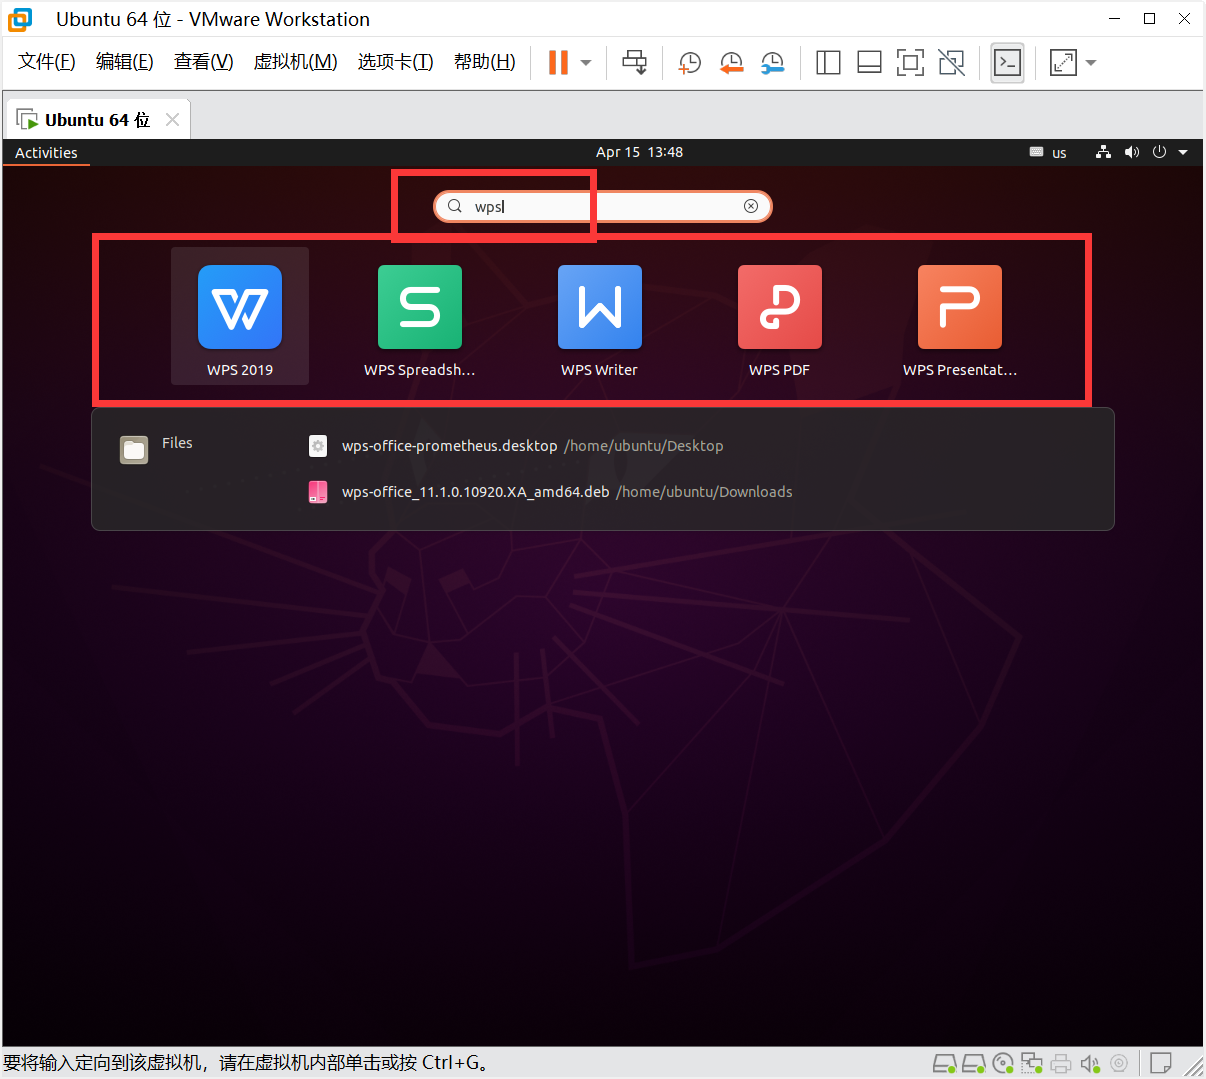 Ubuntu 64 位 - VMware Workstation
文件(F) 编辑(E) 查看(V) 虚拟机(M) 选项卡(T) 帮助(H)
Ubuntu 64 位
Activities Apr 15 13:48 us
wps
WPS 2019 WPS Spreadsh... WPS Writer WPS PDF WPS Presentat...
Files wps-office-prometheus.desktop /home/ubuntu/Desktop
wps-office_11.1.0.10920.XA_amd64.deb /home/ubuntu/Downloads
要将输入定向到该虚拟机，请在虚拟机内部单击或按 Ctrl+G。